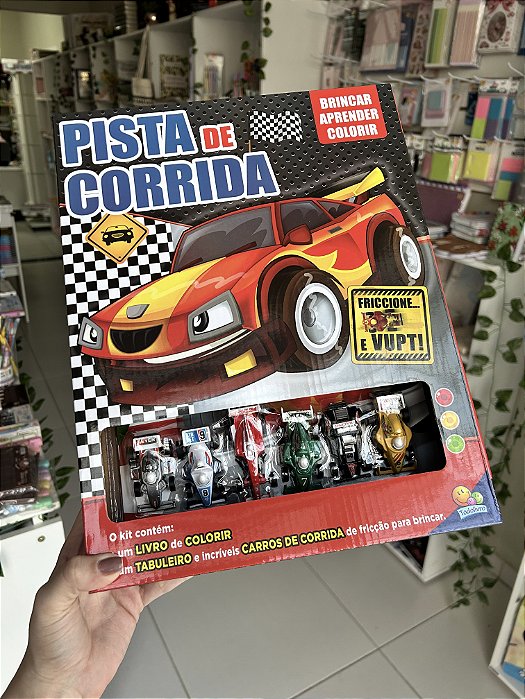 BRINCAR
APRENDER
COLORIR
PISTA DE
CORRIDA
FRICCIONE...
E VUPT!
O kit contém:
um LIVRO de COLORIR
um TABULEIRO e incríveis CARROS DE CORRIDA de fricção para brincar.
Todolivro